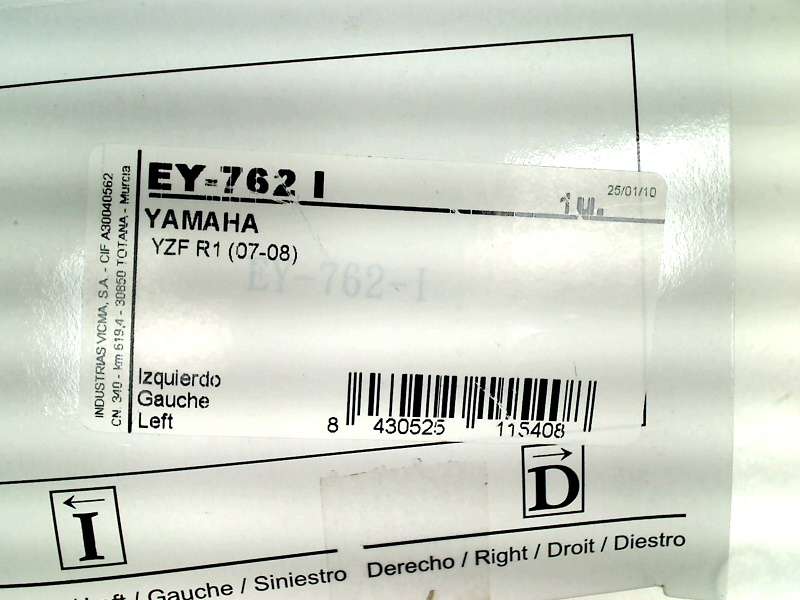 INDUSTRIAS VICMA, S.A. - CIF A30040562
CN. 340 - km 619,4 - 30850 TOTANA - Murcia
EY-762 I
25/01/10
1 u.
YAMAHA
YZF R1 (07-08)
EY-762-I
Izquierdo
Gauche
Left
8 430525 115408
I
D
/ Gauche / Siniestro
Derecho / Right / Droit / Diestro